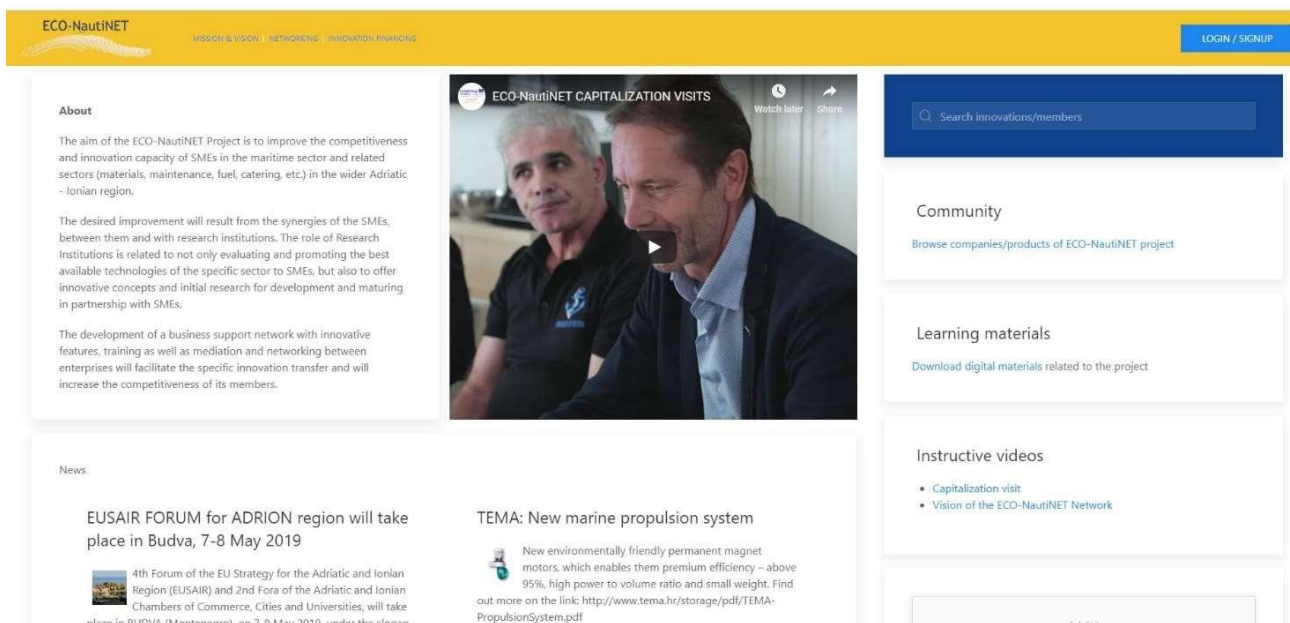 ECO-NautiNET
MISSION & VISION | NETWORKING | INNOVATION FINANCING
LOGIN / SIGNUP
About
The aim of the ECO-NautiNET Project is to improve the competitiveness
and innovation capacity of SMEs in the maritime sector and related
sectors (materials, maintenance, fuel, catering, etc.) in the wider Adriatic
- Ionian region.
The desired improvement will result from the synergies of the SMEs,
between them and with research institutions. The role of Research
Institutions is related to not only evaluating and promoting the best
available technologies of the specific sector to SMEs, but also to offer
innovative concepts and initial research for development and maturing
in partnership with SMEs.
The development of a business support network with innovative
features, training as well as mediation and networking between
enterprises will facilitate the specific innovation transfer and will
increase the competitiveness of its members.
ECO-NautiNET CAPITALIZATION VISITS
Watch later
Share
Search innovations/members
Community
Browse companies/products of ECO-NautiNET project
Learning materials
Download digital materials related to the project
Instructive videos
• Capitalization visit
• Vision of the ECO-NautiNET Network
News
EUSAIR FORUM for ADRION region will take
place in Budva, 7-8 May 2019
4th Forum of the EU Strategy for the Adriatic and Ionian
Region (EUSAIR) and 2nd Fora of the Adriatic and Ionian
Chambers of Commerce, Cities and Universities, will take
place in BUDVA (Montenegro), on 7-8 May 2019, under the slogan
TEMA: New marine propulsion system
New environmentally friendly permanent magnet
motors, which enables them premium efficiency – above
95%, high power to volume ratio and small weight. Find
out more on the link: http://www.tema.hr/storage/pdf/TEMA-
PropulsionSystem.pdf